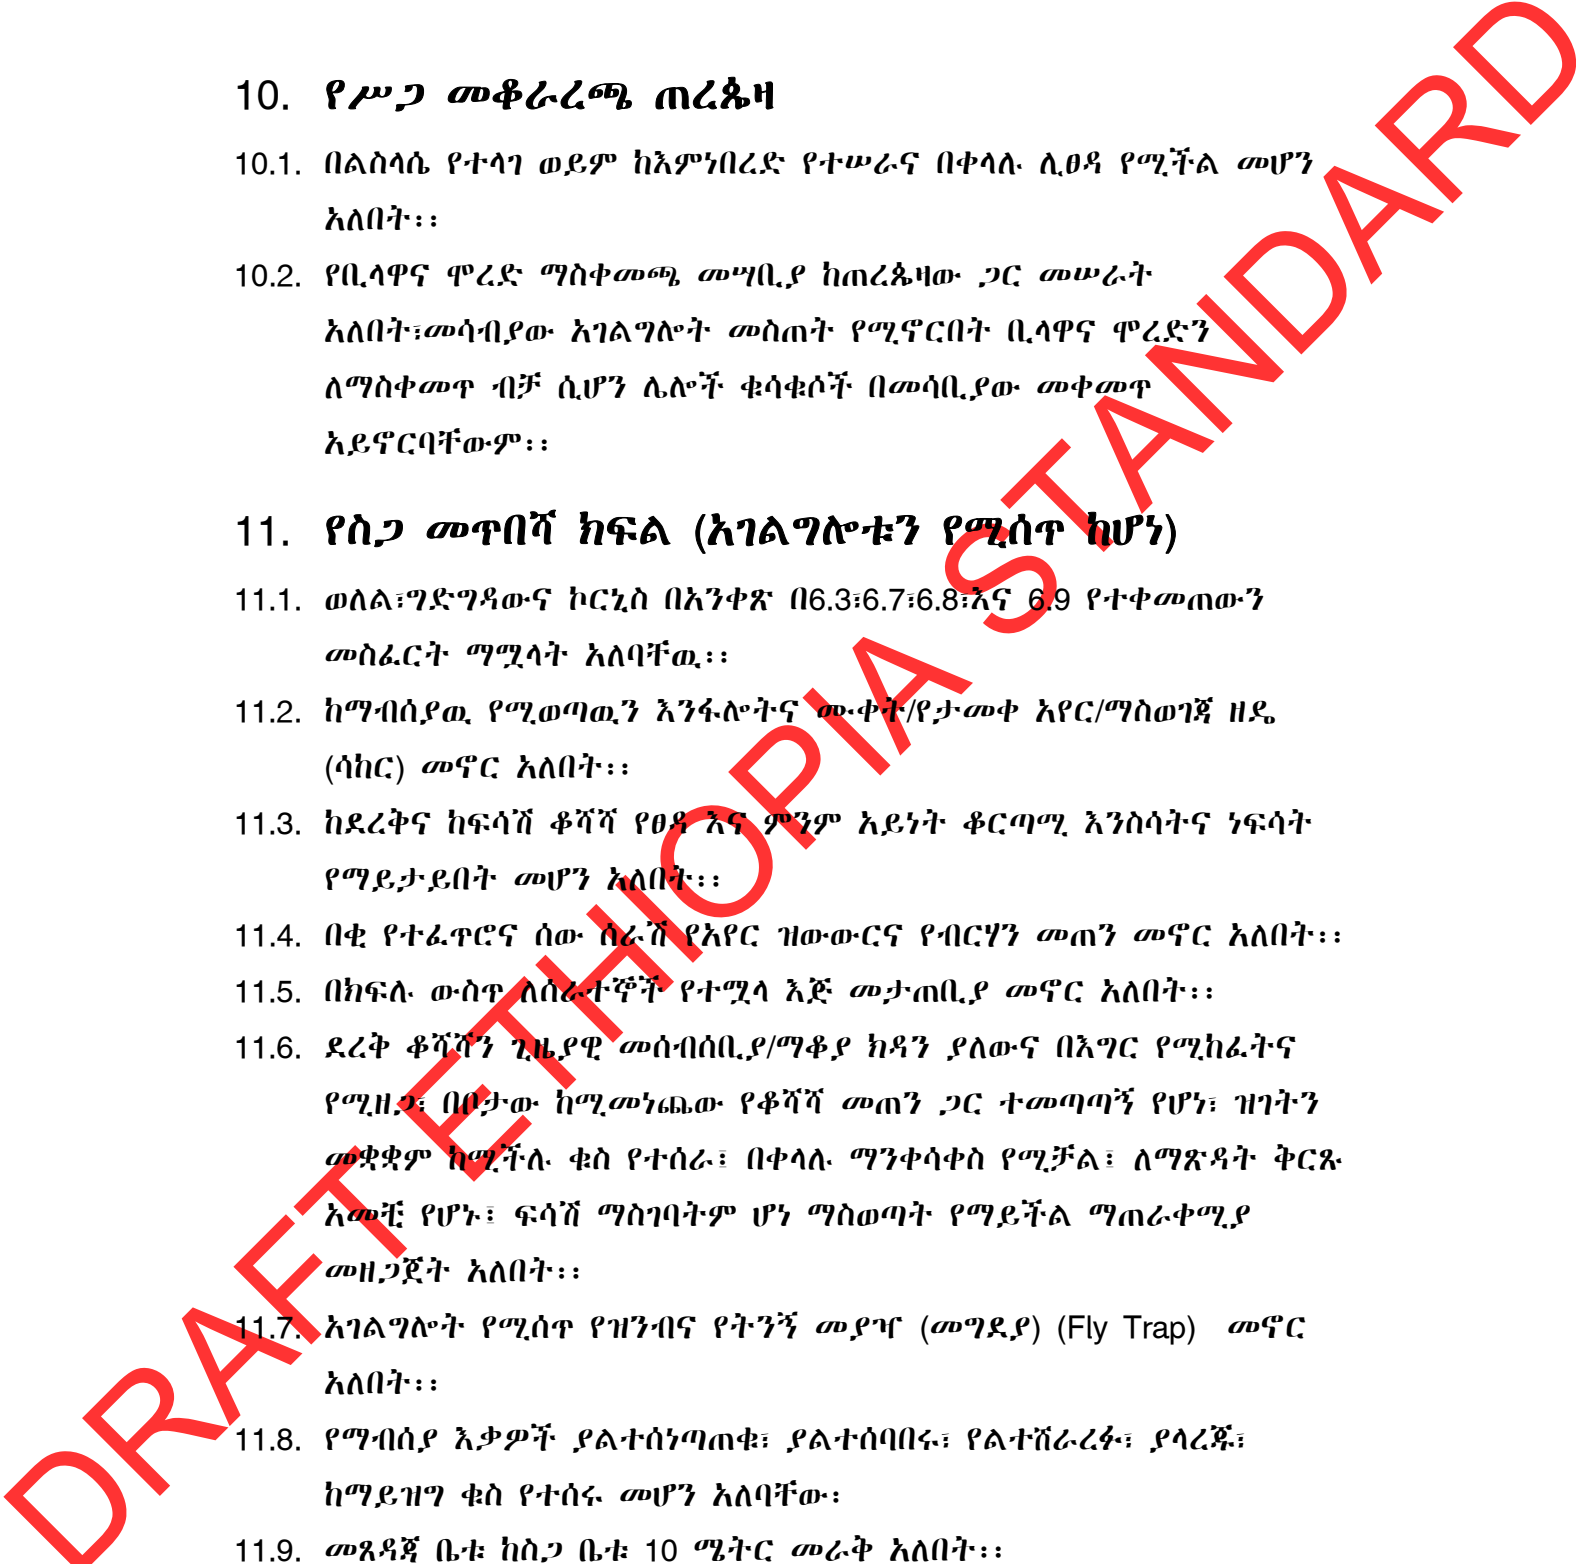 10. የሥጋ መቆራረጫ ጠረጴዛ
10.1. በልስላሴ የተላገ ወይም ከእምነበረድ የተሠራና በቀላሉ ሊፀዳ የሚችል መሆን
አለበት፡፡
10.2. የቢላዋና ሞረድ ማስቀመጫ መሣቢያ ከጠረጴዛው ጋር መሠራት
አለበት፣መሳብያው አገልግሎት መስጠት የሚኖርበት ቢላዋና ሞረድን
ለማስቀመጥ ብቻ ሲሆን ሌሎች ቁሳቁሶች በመሳቢያው መቀመጥ
አይኖርባቸውም፡፡
11. የስጋ መጥበሻ ክፍል (አገልግሎቱን የሚሰጥ ከሆነ)
11.1. ወለል፣ግድግዳውና ኮርኒስ በአንቀጽ በ6.3፣6.7፣6.8፣እና 6.9 የተቀመጠውን
መስፈርት ማሟላት አለባቸዉ፡፡
11.2. ከማብሰያዉ የሚወጣዉን እንፋሎትና ሙቀት/የታመቀ አየር/ማስወገጃ ዘዴ
(ሳከር) መኖር አለበት፡፡
11.3. ከደረቅና ከፍሳሽ ቆሻሻ የፀዳ እና ምንም አይነት ቆርጣሚ እንስሳትና ነፍሳት
የማይታይበት መሆን አለበት፡፡
11.4. በቂ የተፈጥሮና ሰው ሰራሽ የአየር ዝውውርና የብርሃን መጠን መኖር አለበት፡፡
11.5. በክፍሉ ውስጥ ለሰራተኞች የተሟላ እጅ መታጠቢያ መኖር አለበት፡፡
11.6. ደረቅ ቆሻሻን ጊዜያዊ መሰብሰቢያ/ማቆያ ክዳን ያለውና በእግር የሚከፈትና
የሚዘጋ፣ በቦታው ከሚመነጨው የቆሻሻ መጠን ጋር ተመጣጣኝ የሆነ፣ ዝገትን
መቋቋም ከሚችሉ ቁስ የተሰራ፤ በቀላሉ ማንቀሳቀስ የሚቻል፤ ለማጽዳት ቅርጹ
አመቺ የሆኑ፤ ፍሳሽ ማስገባትም ሆነ ማስወጣት የማይችል ማጠራቀሚያ
መዘጋጀት አለበት፡፡
11.7. አገልግሎት የሚሰጥ የዝንብና የትንኝ መያዣ (መግደያ) (Fly Trap) መኖር
አለበት፡፡
11.8. የማብሰያ እቃዎች ያልተሰነጣጠቁ፣ ያልተሰባበሩ፣ የልተሸራረፉ፣ ያላረጁ፣
ከማይዝግ ቁስ የተሰሩ መሆን አለባቸው፡
11.9. መጸዳጃ ቤቱ ከስጋ ቤቱ 10 ሜትር መራቅ አለበት፡፡
DRAFT ETHIOPIA STANDARD